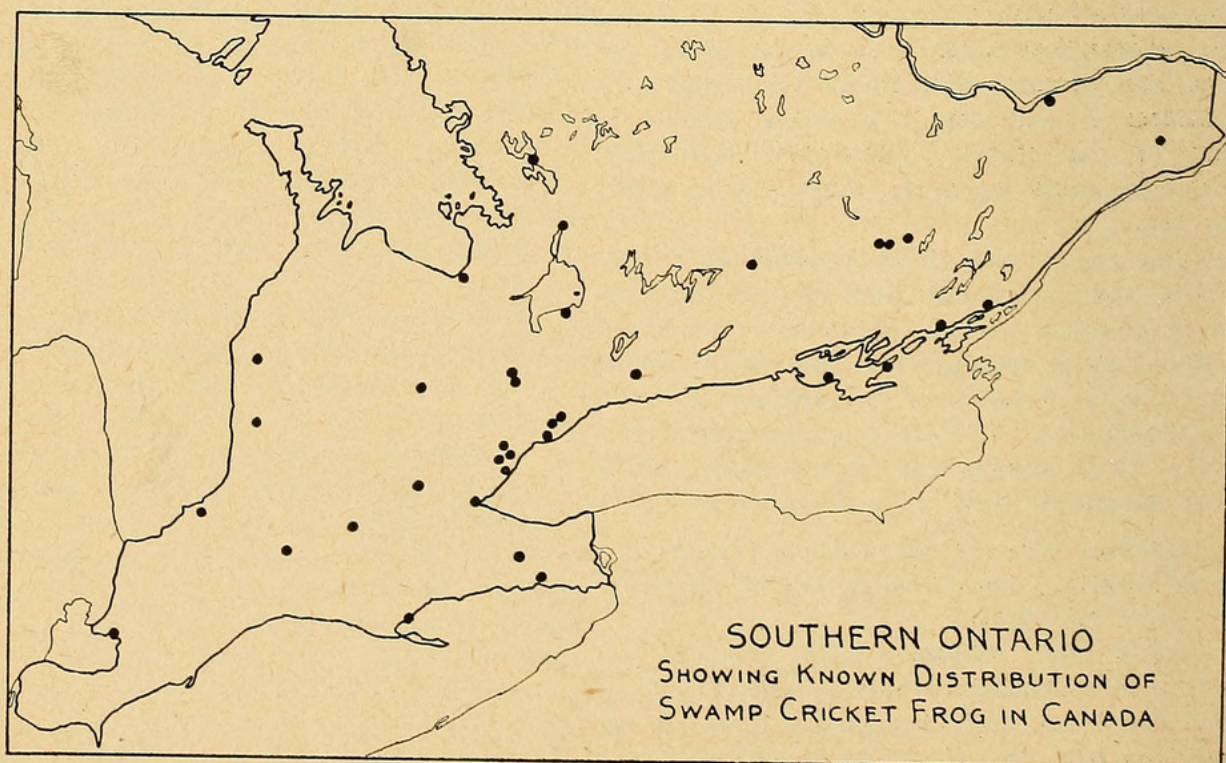 SOUTHERN ONTARIO
SHOWING KNOWN DISTRIBUTION OF
SWAMP CRICKET FROG IN CANADA